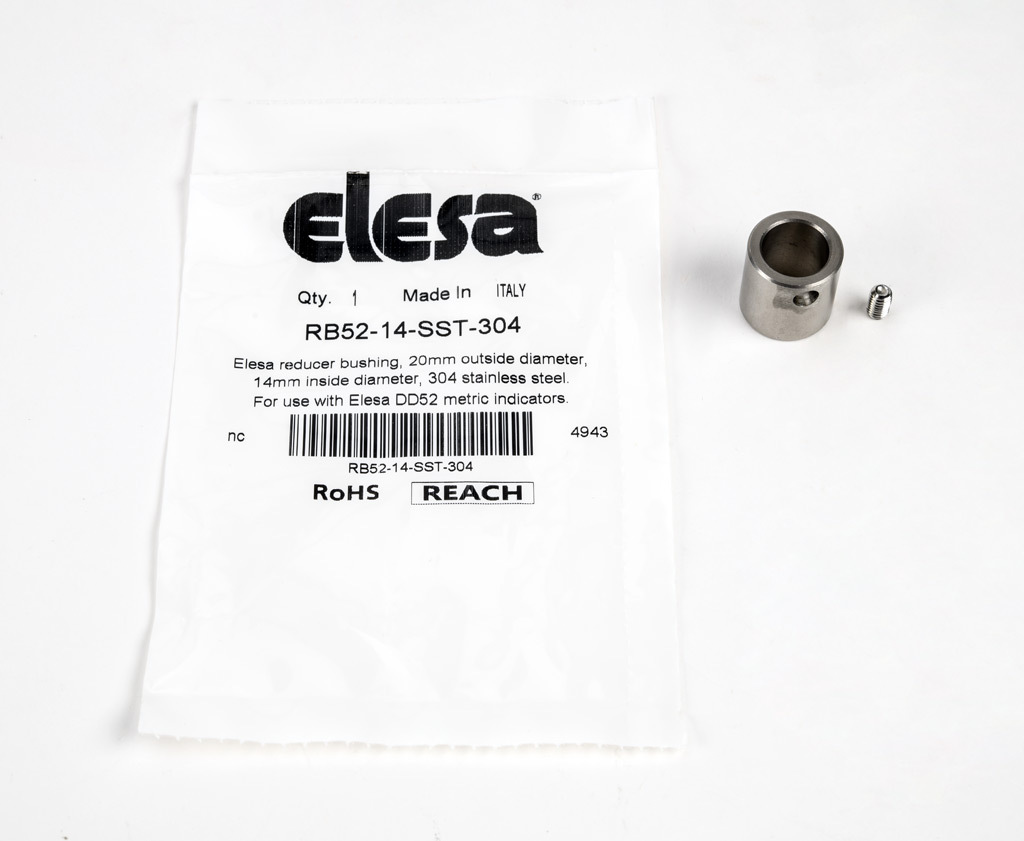 elesa®
Qty. 1 Made In ITALY
RB52-14-SST-304
Elesa reducer bushing, 20mm outside diameter,
14mm inside diameter, 304 stainless steel.
For use with Elesa DD52 metric indicators.
nc 4943
RB52-14-SST-304
RoHS REACH